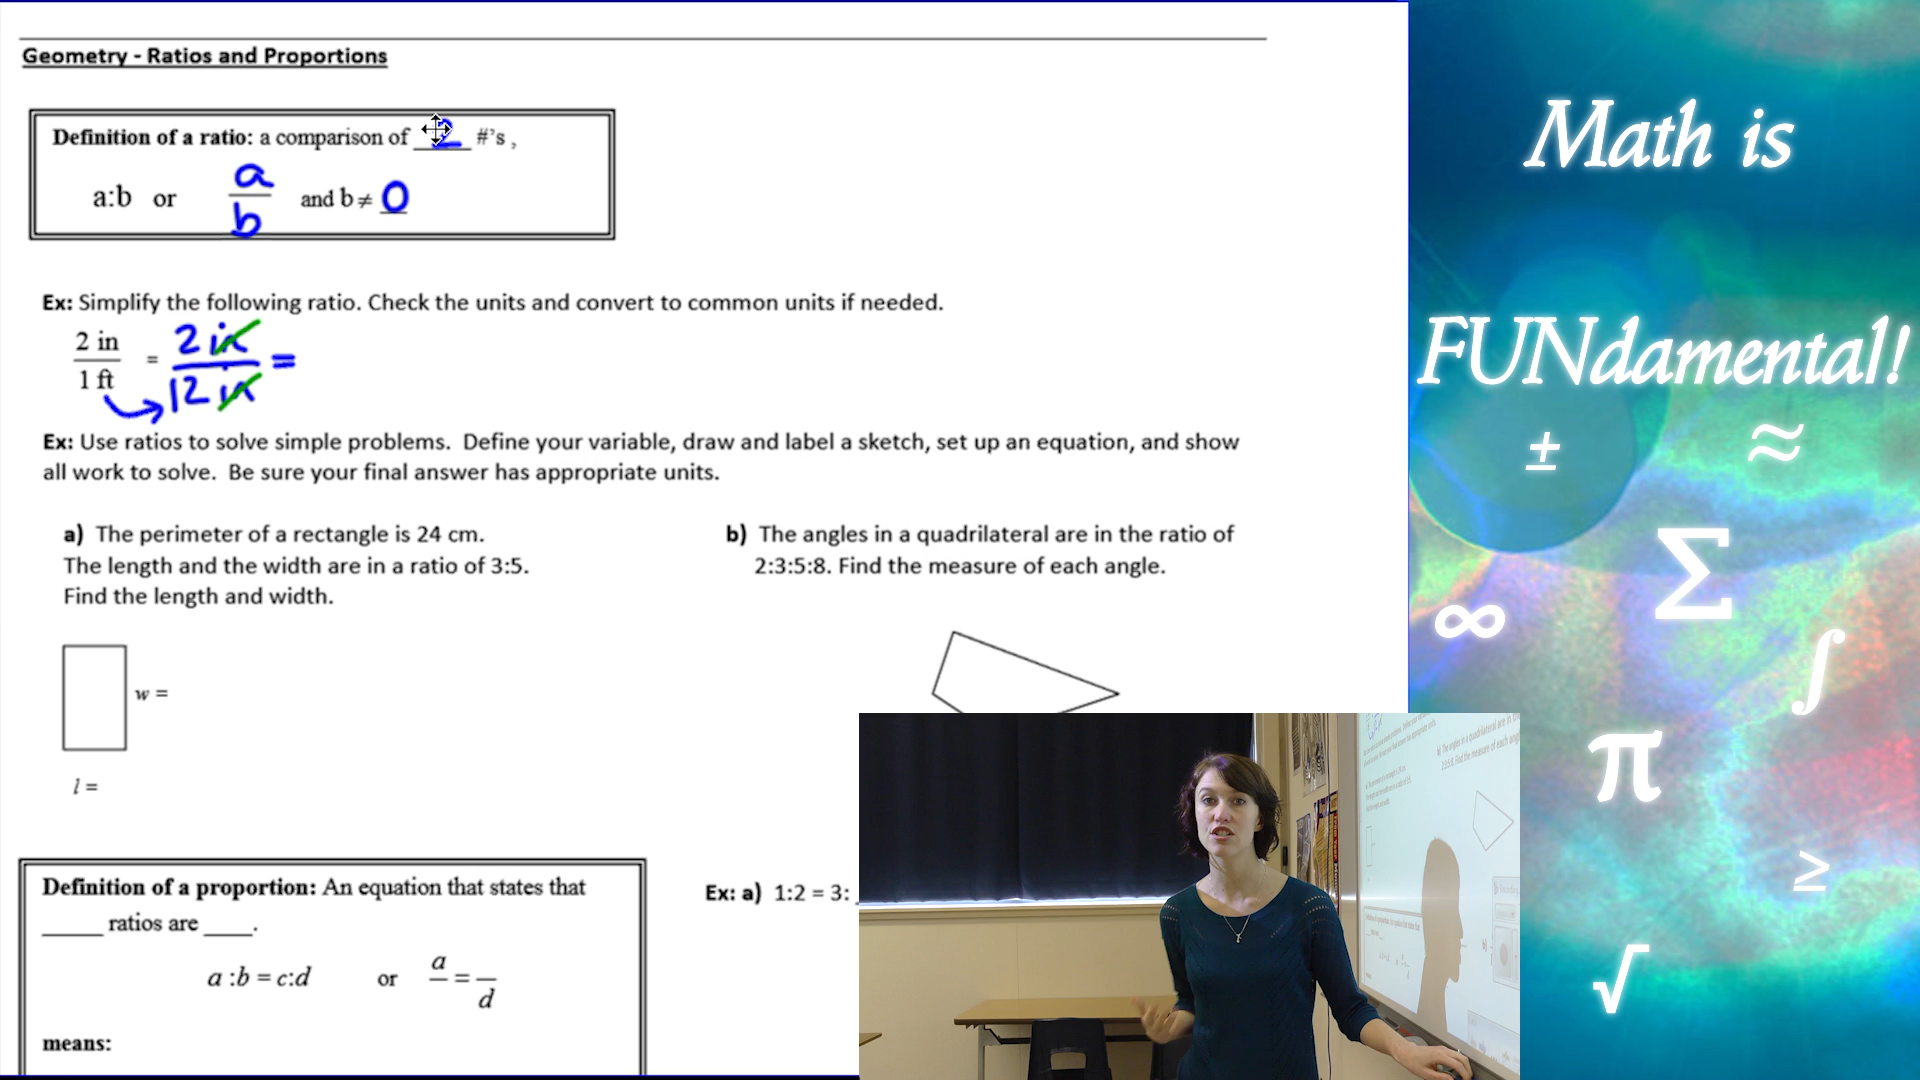 Geometry - Ratios and Proportions
Definition of a ratio: a comparison of 2 #'s ,
a:b or a/b and b ≠ 0
Ex: Simplify the following ratio. Check the units and convert to common units if needed.
2 in / 1 ft = 2 in / 12 in =
Ex: Use ratios to solve simple problems. Define your variable, draw and label a sketch, set up an equation, and show
all work to solve. Be sure your final answer has appropriate units.
a) The perimeter of a rectangle is 24 cm.
The length and the width are in a ratio of 3:5.
Find the length and width.
w =
l =
b) The angles in a quadrilateral are in the ratio of
2:3:5:8. Find the measure of each angle.
Definition of a proportion: An equation that states that
_____ ratios are ____.
a :b = c:d or a/ = /d
means:
Ex: a) 1:2 = 3:
Math is
FUNdamental!
± ≈
Σ
∞
∫
π
≥
√